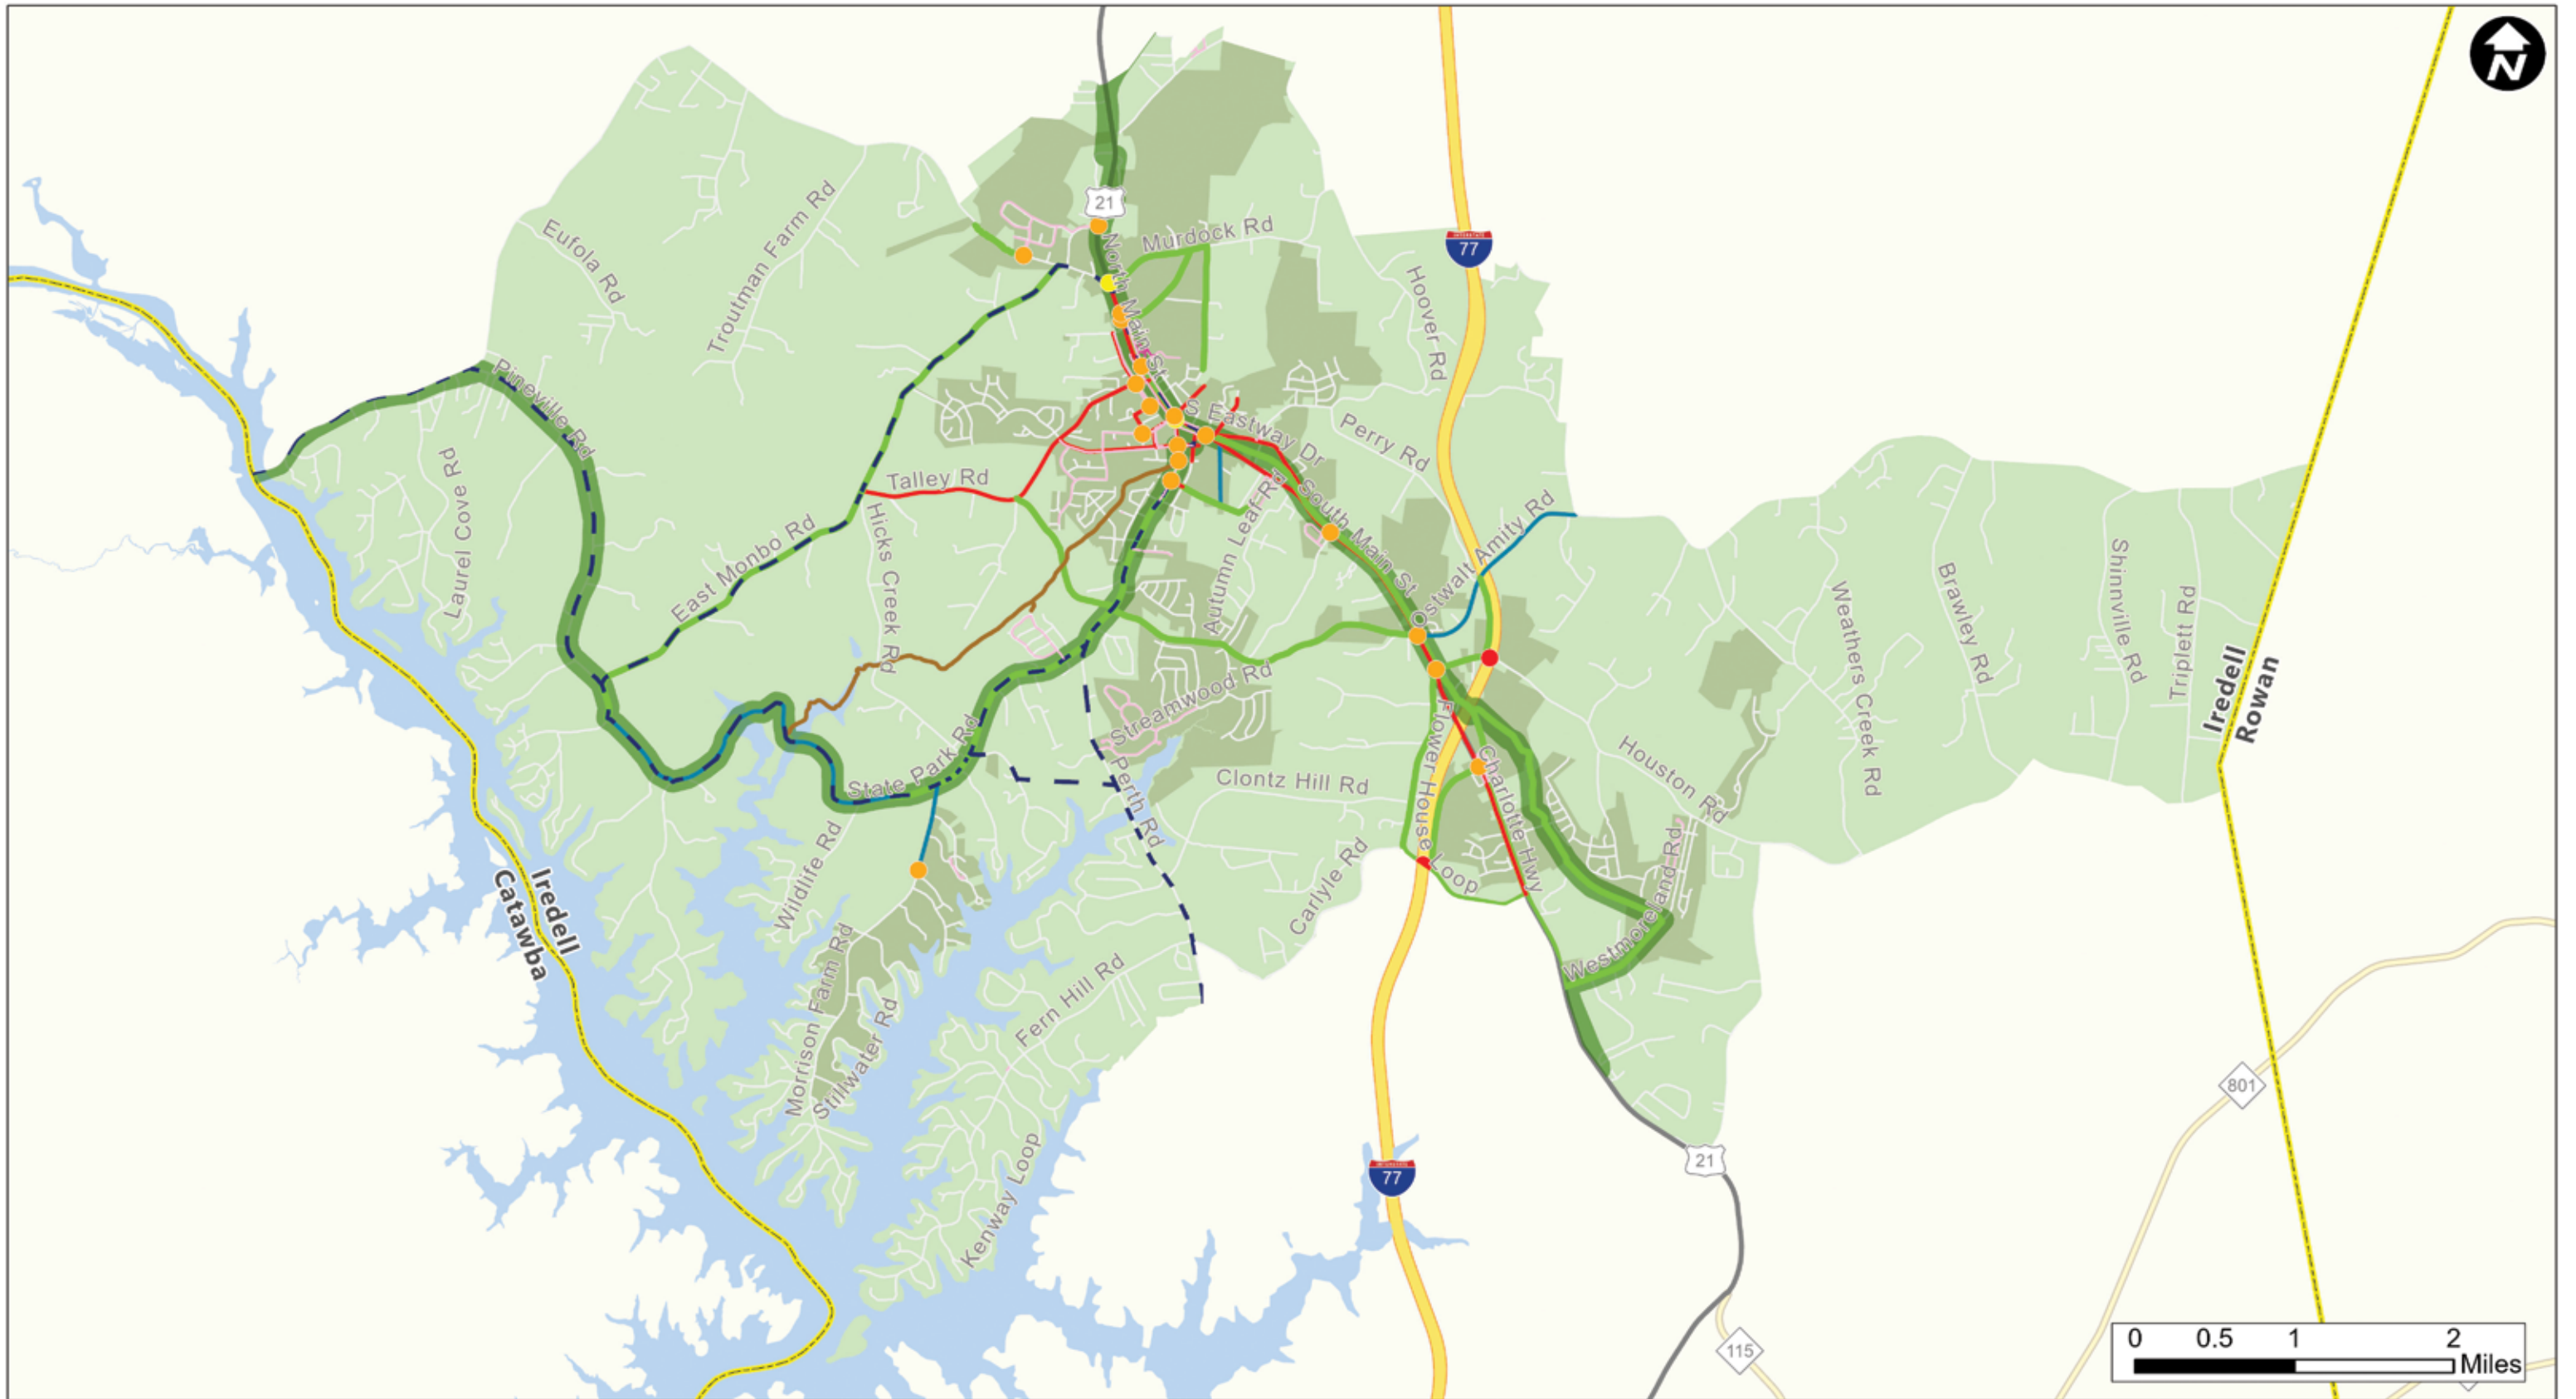 N
21
Murdock Rd
INTERSTATE
77
Eufola Rd
Troutman Farm Rd
North Main St
Hoover Rd
Pineville Rd
S Eastway Dr
Perry Rd
Laurel Cove Rd
Talley Rd
Hicks Creek Rd
East Monbo Rd
Autumn Leaf Rd
South Main St
Ostwalt Amity Rd
Weathers Creek Rd
Brawley Rd
Shinnville Rd
Triplett Rd
Iredell
Rowan
Streamwood Rd
State Park Rd
Perth Rd
Clontz Hill Rd
Flower House Loop
Charlotte Hwy
Houston Rd
Wildlife Rd
Carlyle Rd
Westmoreland Rd
Iredell
Catawba
Morrison Farm Rd
Stillwater Rd
Fern Hill Rd
Kenway Loop
801
21
77
115
0 0.5 1 2
Miles